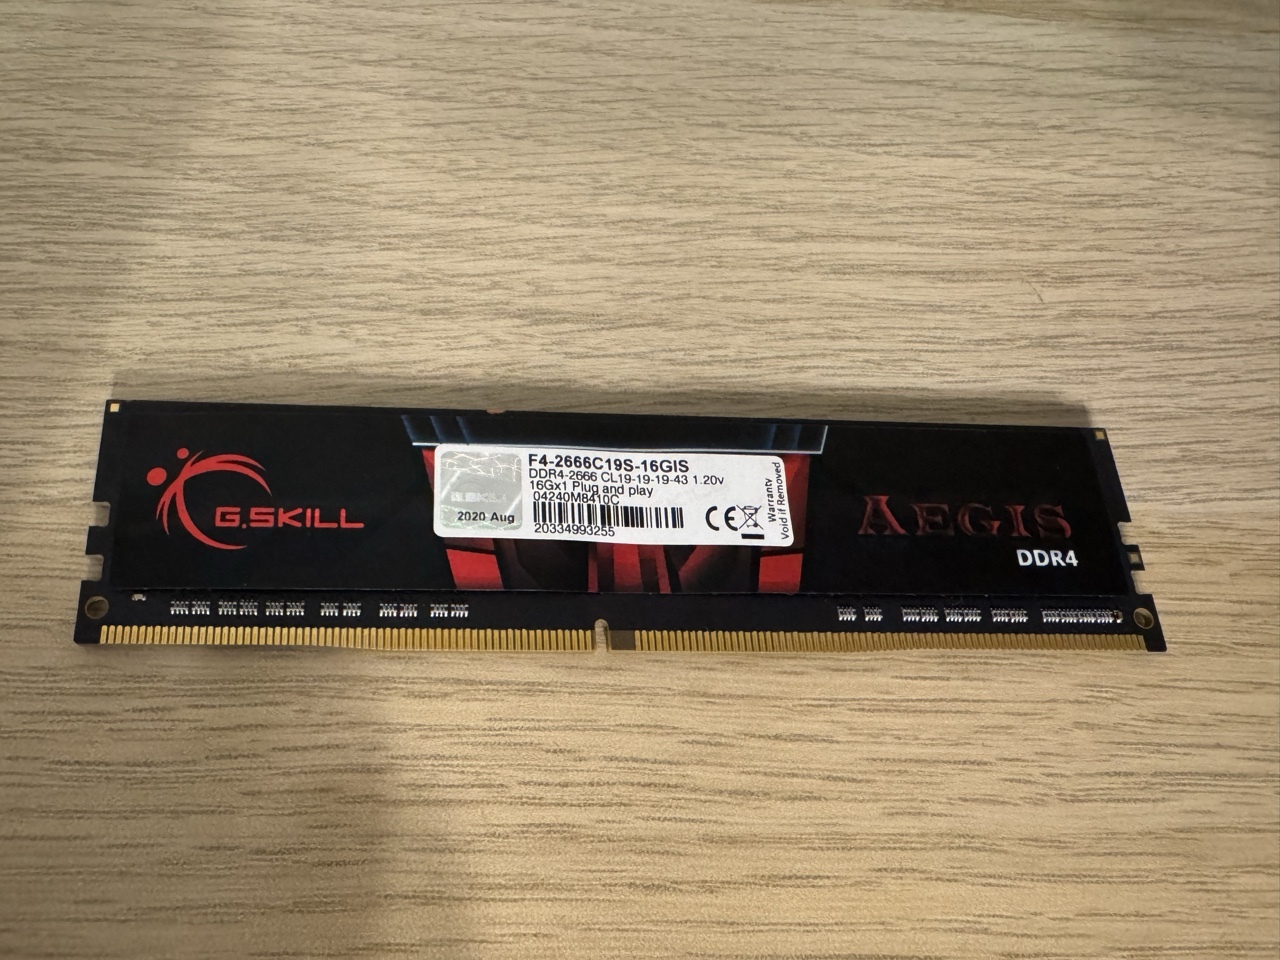 G.SKILL
G.SKILL
2020 Aug
F4-2666C19S-16GIS
DDR4-2666 CL19-19-19-43 1.20v
16Gx1 Plug and play
04240M8410C
20334993255
CE
Warranty
Void if Removed
AEGIS
DDR4